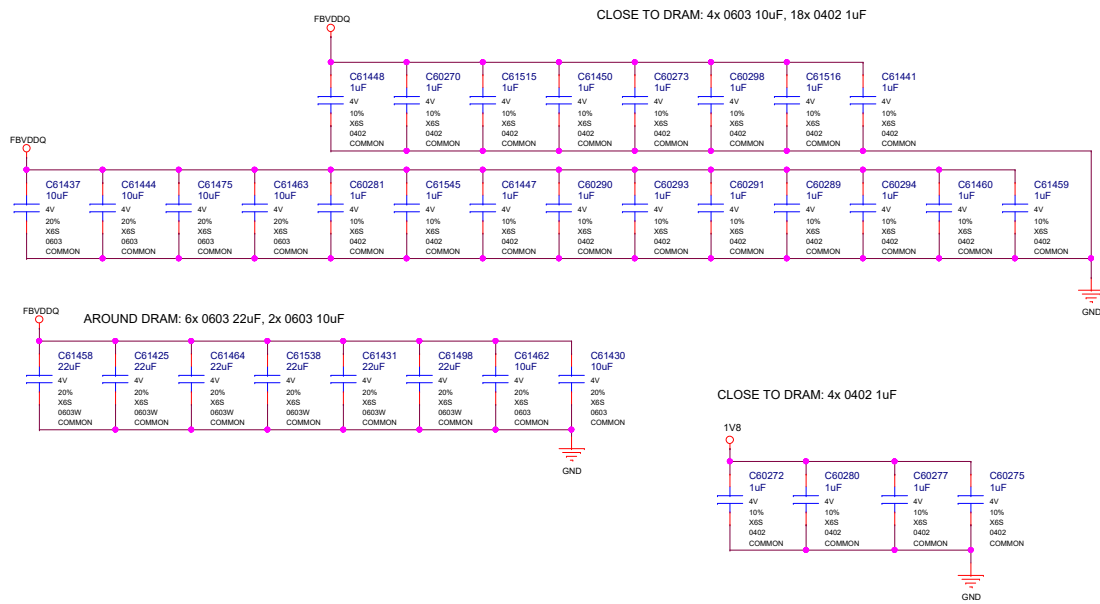 CLOSE TO DRAM: 4x 0603 10uF, 18x 0402 1uF
FBVDDQ
C61448 C60270 C61515 C61450 C60273 C60298 C61516 C61441
1uF 1uF 1uF 1uF 1uF 1uF 1uF 1uF
4V 4V 4V 4V 4V 4V 4V 4V
10% 10% 10% 10% 10% 10% 10% 10%
X6S X6S X6S X6S X6S X6S X6S X6S
0402 0402 0402 0402 0402 0402 0402 0402
COMMON COMMON COMMON COMMON COMMON COMMON COMMON COMMON
FBVDDQ
C61437 C61444 C61475 C61463 C60281 C61545 C61447 C60290 C60293 C60291 C60289 C60294 C61460 C61459
10uF 10uF 10uF 10uF 1uF 1uF 1uF 1uF 1uF 1uF 1uF 1uF 1uF 1uF
4V 4V 4V 4V 4V 4V 4V 4V 4V 4V 4V 4V 4V 4V
20% 20% 20% 20% 10% 10% 10% 10% 10% 10% 10% 10% 10% 10%
X6S X6S X6S X6S X6S X6S X6S X6S X6S X6S X6S X6S X6S X6S
0603 0603 0603 0603 0402 0402 0402 0402 0402 0402 0402 0402 0402 0402
COMMON COMMON COMMON COMMON COMMON COMMON COMMON COMMON COMMON COMMON COMMON COMMON COMMON COMMON
GND
FBVDDQ
AROUND DRAM: 6x 0603 22uF, 2x 0603 10uF
C61458 C61425 C61464 C61538 C61431 C61498 C61462 C61430
22uF 22uF 22uF 22uF 22uF 22uF 10uF 10uF
4V 4V 4V 4V 4V 4V 4V 4V
20% 20% 20% 20% 20% 20% 20% 20%
X6S X6S X6S X6S X6S X6S X6S X6S
0603W 0603W 0603W 0603W 0603W 0603W 0603 0603
COMMON COMMON COMMON COMMON COMMON COMMON COMMON COMMON
GND
CLOSE TO DRAM: 4x 0402 1uF
1V8
C60272 C60280 C60277 C60275
1uF 1uF 1uF 1uF
4V 4V 4V 4V
10% 10% 10% 10%
X6S X6S X6S X6S
0402 0402 0402 0402
COMMON COMMON COMMON COMMON
GND